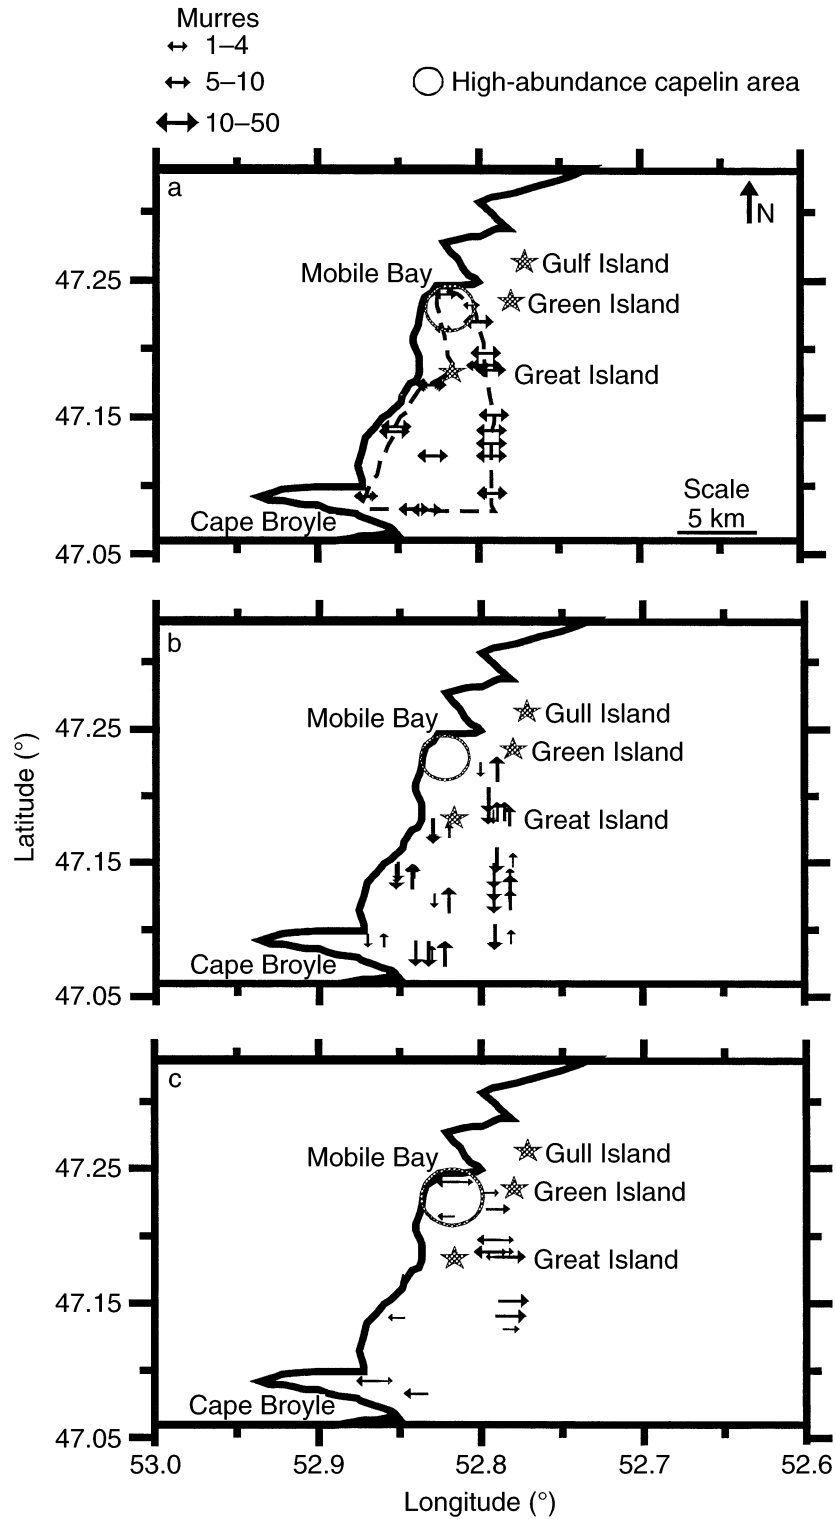 Murres
1–4
5–10
10–50
High-abundance capelin area
a
N
Mobile Bay
Gulf Island
Green Island
Great Island
Cape Broyle
Scale
5 km
47.25
47.15
47.05
b
Mobile Bay
Gull Island
Green Island
Great Island
Cape Broyle
47.25
47.15
47.05
Latitude (°)
c
Mobile Bay
Gull Island
Green Island
Great Island
Cape Broyle
47.25
47.15
47.05
53.0 52.9 52.8 52.7 52.6
Longitude (°)